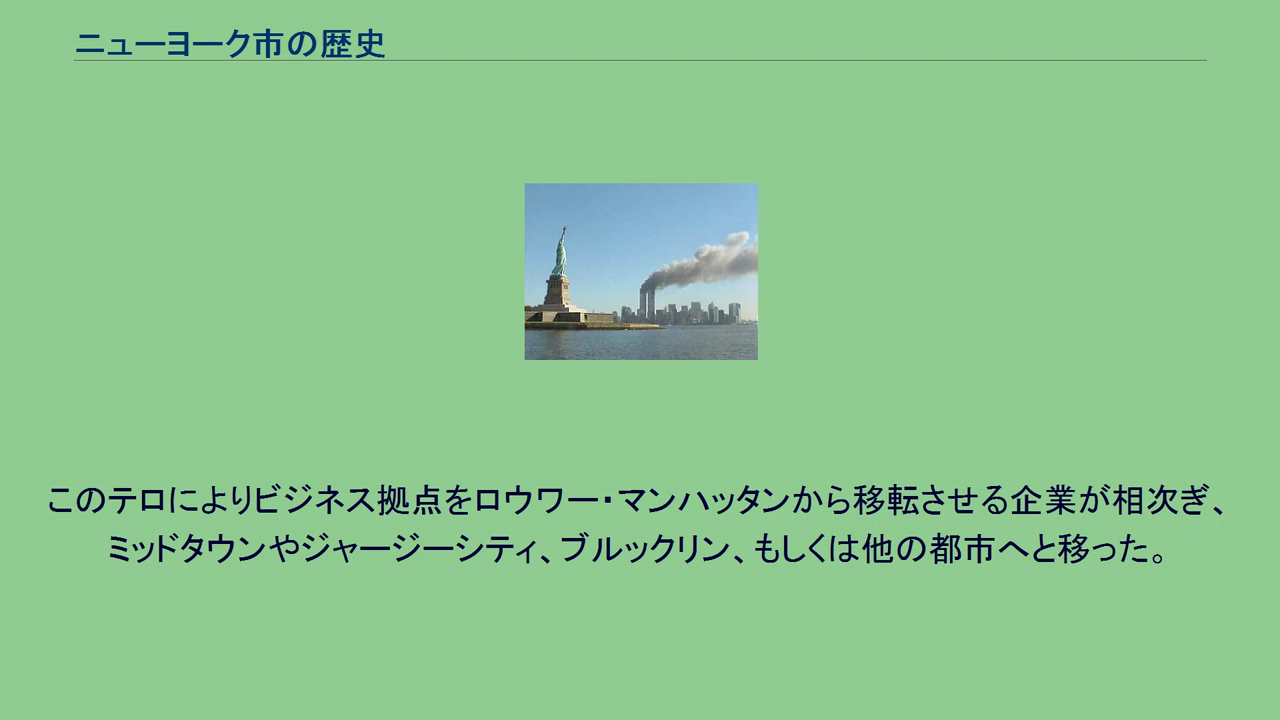 ニューヨーク市の歴史
このテロによりビジネス拠点をロウワー・マンハッタンから移転させる企業が相次ぎ、
ミッドタウンやジャージーシティ、ブルックリン、もしくは他の都市へと移った。